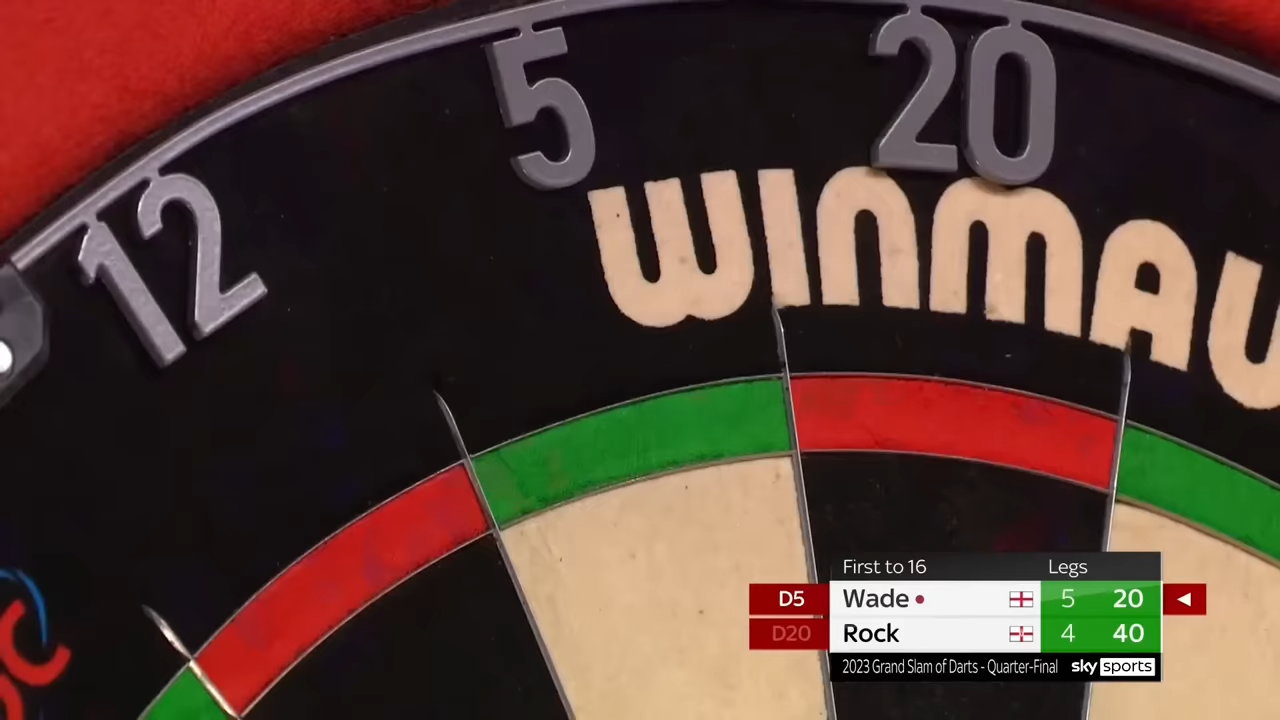 5
20
12
WINMAU
First to 16 Legs
D5 Wade 5 20
D20 Rock 4 40
2023 Grand Slam of Darts - Quarter-Final sky sports